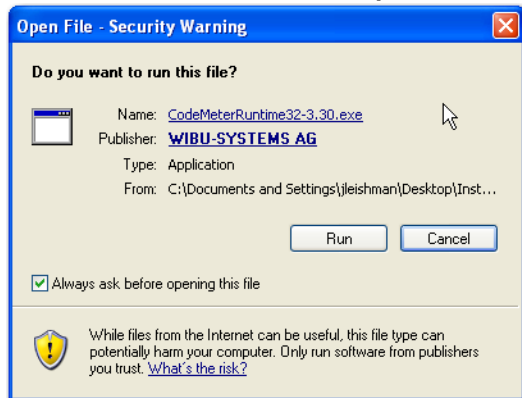 Open File - Security Warning
Do you want to run this file?
Name: CodeMeterRuntime32-3.30.exe
Publisher: WIBU-SYSTEMS AG
Type: Application
From: C:\Documents and Settings\jleishman\Desktop\Inst...
Run Cancel
Always ask before opening this file
While files from the Internet can be useful, this file type can
potentially harm your computer. Only run software from publishers
you trust. What's the risk?